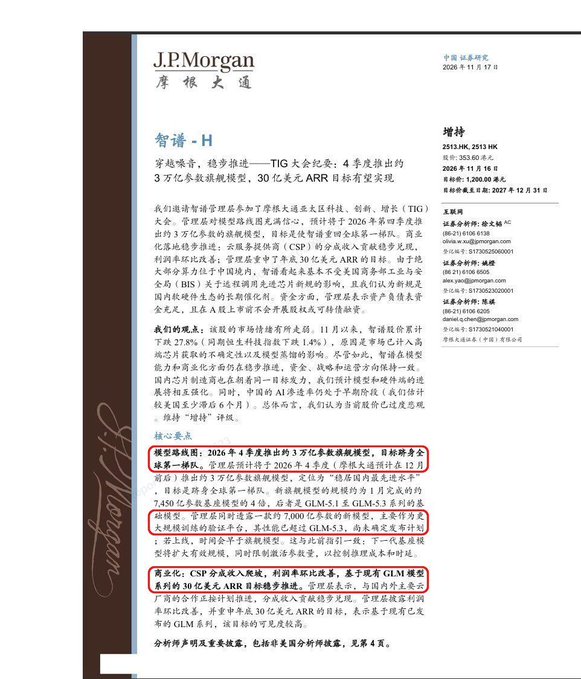 J.P.Morgan
摩根大通
中国 证券研究
2026 年 11 月 17 日
智谱 - H
穿越嗓音，稳步推进——TIG 大会纪要：4 季度推出约
3 万亿参数旗舰模型，30 亿美元 ARR 目标有望实现
增持
2513.HK, 2513 HK
股价: 353.60 港元
2026 年 11 月 16 日
目标价: 1,200.00 港元
目标价截至日期: 2027 年 12 月 31 日
互联网
证券分析师: 徐文韬 AC
(86-21) 6106 6138
olivia.w.xu@jpmorgan.com
登记编号: S1730525060001
证券分析师: 姚橙
(86-21) 6106 6505
alex.yao@jpmorgan.com
登记编号: S1730523020001
证券分析师: 陈祺
(86-21) 6106 6205
daniel.q.chen@jpmorgan.com
登记编号: S1730521040001
摩根大通证券（中国）有限公司
我们邀请智谱管理层参加了摩根大通亚太区科技、创新、增长（TIG）
大会。管理层对模型路线图充满信心，预计将于 2026 年第四季度推出
约 3 万亿参数的旗舰模型，目标是使智谱重回全球第一梯队。商
业化落地稳步推进：云服务提供商（CSP）的分成收入贡献稳步兑现，
利润率环比改善；管理层重申了年底 30 亿美元 ARR 的目标。由于绝
大部分算力位于中国境内，智谱看起来基本不受美国商务部工业与安
全局（BIS）关于远程调用先进芯片新规的影响，且我们认为新规是
国内软硬件生态的长期催化剂。资金方面，管理层表示资产负债表资
金充足，且在 A 股上市前不会开展股权或可转债融资。
我们的观点：该股的市场情绪有所疲弱。11 月以来，智谱股价累计
下跌 27.8%（同期恒生科技指数下跌 1.4%），原因是市场已计入高
端芯片获取的不确定性以及模型蒸馏的影响。尽管如此，智谱在模型
能力和商业化方面仍在稳步推进，资金、战略和运营方向保持一致。
国内芯片制造商也在朝着同一目标发力，我们预计模型和硬件端的进
展将相互强化。同时，中国的 AI 渗透率仍处于早期阶段（我们估计
较美国至少滞后 6 个月）。总体而言，我们认为当前股价已过度悲观。
维持“增持”评级。
核心要点
模型路线图：2026 年 4 季度推出约 3 万亿参数旗舰模型，目标跻身全
球第一梯队。管理层预计将于 2026 年 4 季度（摩根大通预计在 12 月
前后）推出约 3 万亿参数模型，定位为“稳居国内最先进水平”
，目标是跻身全球第一梯队。新旗舰模型的规模约为 1 月完成的约
7,450 亿参数基座模型的 4 倍，后者是 GLM-5.1 至 GLM-5.3 系列的基
础模型。管理层同时透露一款约 7,000 亿参数的新模型，主要作为更
大规模训练的验证平台，其性能已超过 GLM-5.3，尚未确定发布计划
；若上线，时间会早于旗舰模型。这与此前指引一致：下一代基座模
型将扩大有效规模，同时限制激活参数量，以控制推理成本和时延。
商业化：CSP 分成收入爬坡，利润率环比改善，基于现有 GLM 模型
系列的 30 亿美元 ARR 目标稳步推进。管理层表示，与国内外主要云
厂商的合作正按计划推进，分成收入贡献稳步兑现。管理层披露利润
率环比改善，并重申年底 30 亿美元 ARR 的目标，表示基于现有已发
布的 GLM 系列，该目标的可见度较高。
分析师声明及重要披露，包括非美国分析师披露，见第 4 页。
J.P.Morgan